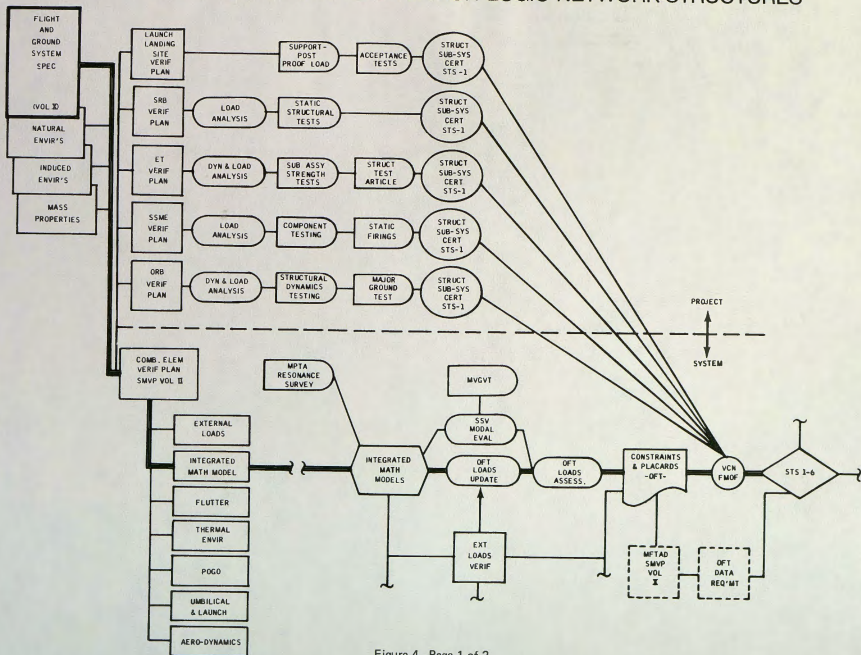 LOGIC NETWORK STRUCTURES
FLIGHT
AND
GROUND
SYSTEM
SPEC
(VOL X)
NATURAL
ENVIR'S
INDUCED
ENVIR'S
MASS
PROPERTIES
LAUNCH
LANDING
SITE
VERIF
PLAN
SUPPORT-
POST
PROOF LOAD
ACCEPTANCE
TESTS
STRUCT
SUB-SYS
CERT
STS-1
SRB
VERIF
PLAN
LOAD
ANALYSIS
STATIC
STRUCTURAL
TESTS
STRUCT
SUB-SYS
CERT
STS-1
ET
VERIF
PLAN
DYN & LOAD
ANALYSIS
SUB ASSY
STRENGTH
TESTS
STRUCT
TEST
ARTICLE
STRUCT
SUB-SYS
CERT
STS-1
SSME
VERIF
PLAN
LOAD
ANALYSIS
COMPONENT
TESTING
STATIC
FIRINGS
STRUCT
SUB-SYS
CERT
STS-1
ORB
VERIF
PLAN
DYN & LOAD
ANALYSIS
STRUCTURAL
DYNAMICS
TESTING
MAJOR
GROUND
TEST
STRUCT
SUB-SYS
CERT
STS-1
PROJECT
SYSTEM
COMB. ELEM
VERIF PLAN
SMVP VOL II
EXTERNAL
LOADS
INTEGRATED
MATH MODEL
FLUTTER
THERMAL
ENVIR
POGO
UMBILICAL
& LAUNCH
AERO-DYNAMICS
MPTA
RESONANCE
SURVEY
MVGVT
SSV
MODAL
EVAL
INTEGRATED
MATH
MODELS
OFT
LOADS
UPDATE
OFT
LOADS
ASSESS.
CONSTRAINTS
& PLACARDS
-OFT-
VCN
FMOF
STS 1-6
EXT
LOADS
VERIF
MFTAD
SMVP
VOL
II
OFT
DATA
REQ'MT
Figure 4. Page 1 of 2